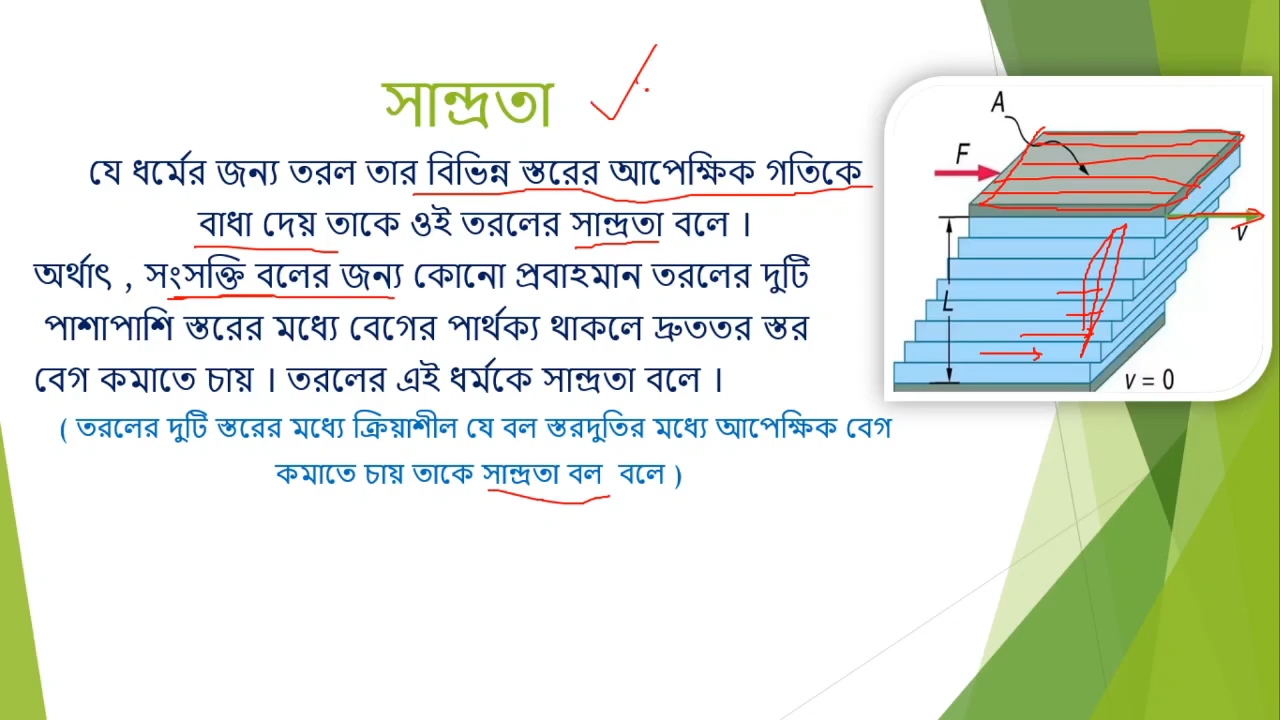 সান্দ্রতা
যে ধর্মের জন্য তরল তার বিভিন্ন স্তরের আপেক্ষিক গতিকে
বাধা দেয় তাকে ওই তরলের সান্দ্রতা বলে ।
অর্থাৎ , সংসক্তি বলের জন্য কোনো প্রবাহমান তরলের দুটি
পাশাপাশি স্তরের মধ্যে বেগের পার্থক্য থাকলে দ্রুততর স্তর
বেগ কমাতে চায় । তরলের এই ধর্মকে সান্দ্রতা বলে ।
( তরলের দুটি স্তরের মধ্যে ক্রিয়াশীল যে বল স্তরদুতির মধ্যে আপেক্ষিক বেগ
কমাতে চায় তাকে সান্দ্রতা বল বলে )
A
F
v
L
v = 0